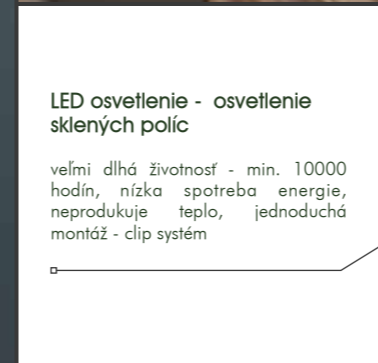 LED osvetlenie -  osvetlenie
sklených políc
veľmi dlhá životnosť - min. 10000
hodín, nízka spotreba energie,
neprodukuje teplo, jednoduchá
montáž - clip systém